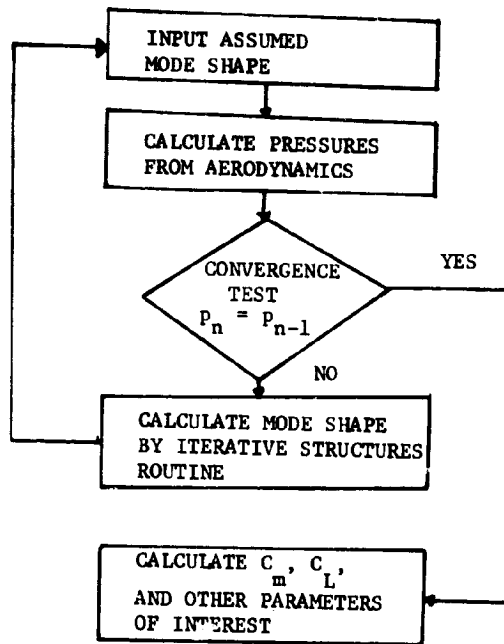 INPUT ASSUMED
MODE SHAPE
CALCULATE PRESSURES
FROM AERODYNAMICS
CONVERGENCE
TEST
p_n = p_{n-1}
YES
NO
CALCULATE MODE SHAPE
BY ITERATIVE STRUCTURES
ROUTINE
CALCULATE C_m, C_L,
AND OTHER PARAMETERS
OF INTEREST